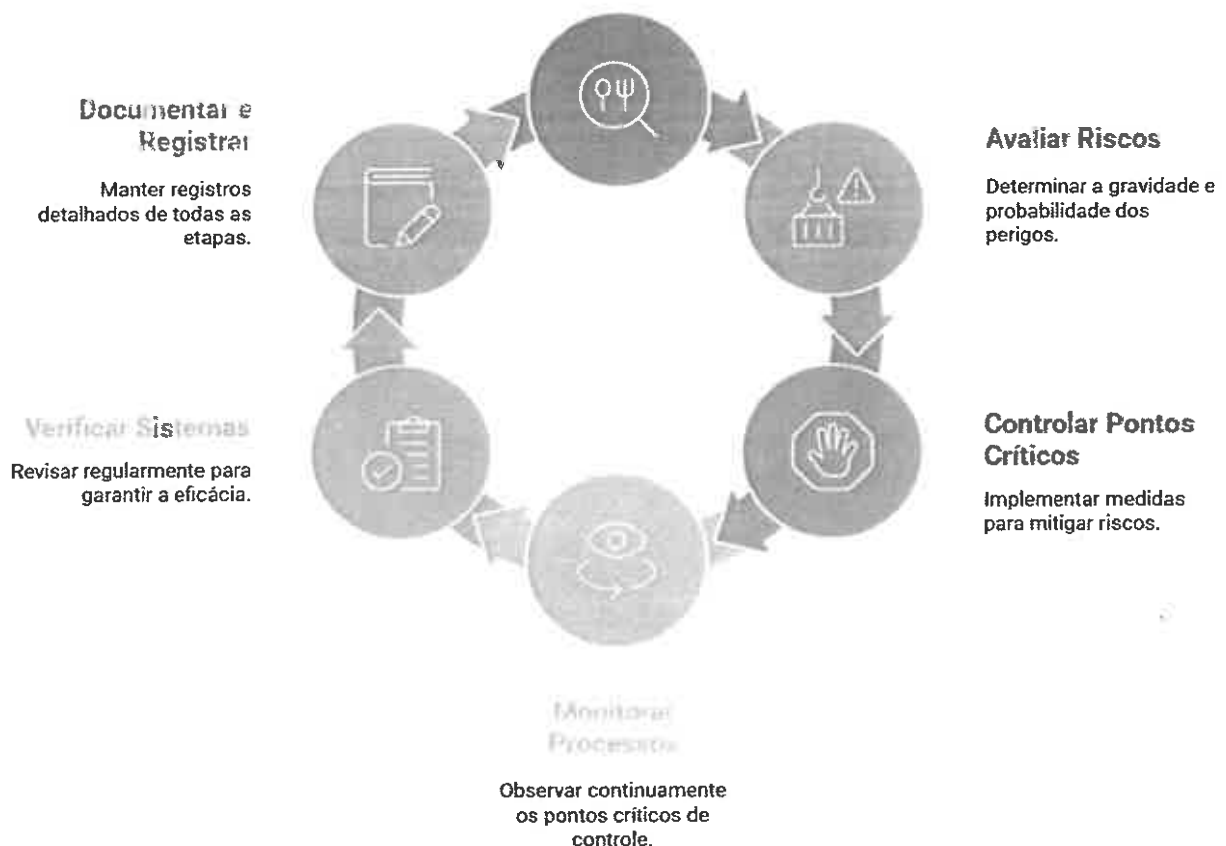 Documentar e
Registrar
Manter registros
detalhados de todas as
etapas.
Avaliar Riscos
Determinar a gravidade e
probabilidade dos
perigos.
Verificar Sistemas
Revisar regularmente para
garantir a eficácia.
Controlar Pontos
Críticos
Implementar medidas
para mitigar riscos.
Monitorar
Processos
Observar continuamente
os pontos críticos de
controle.